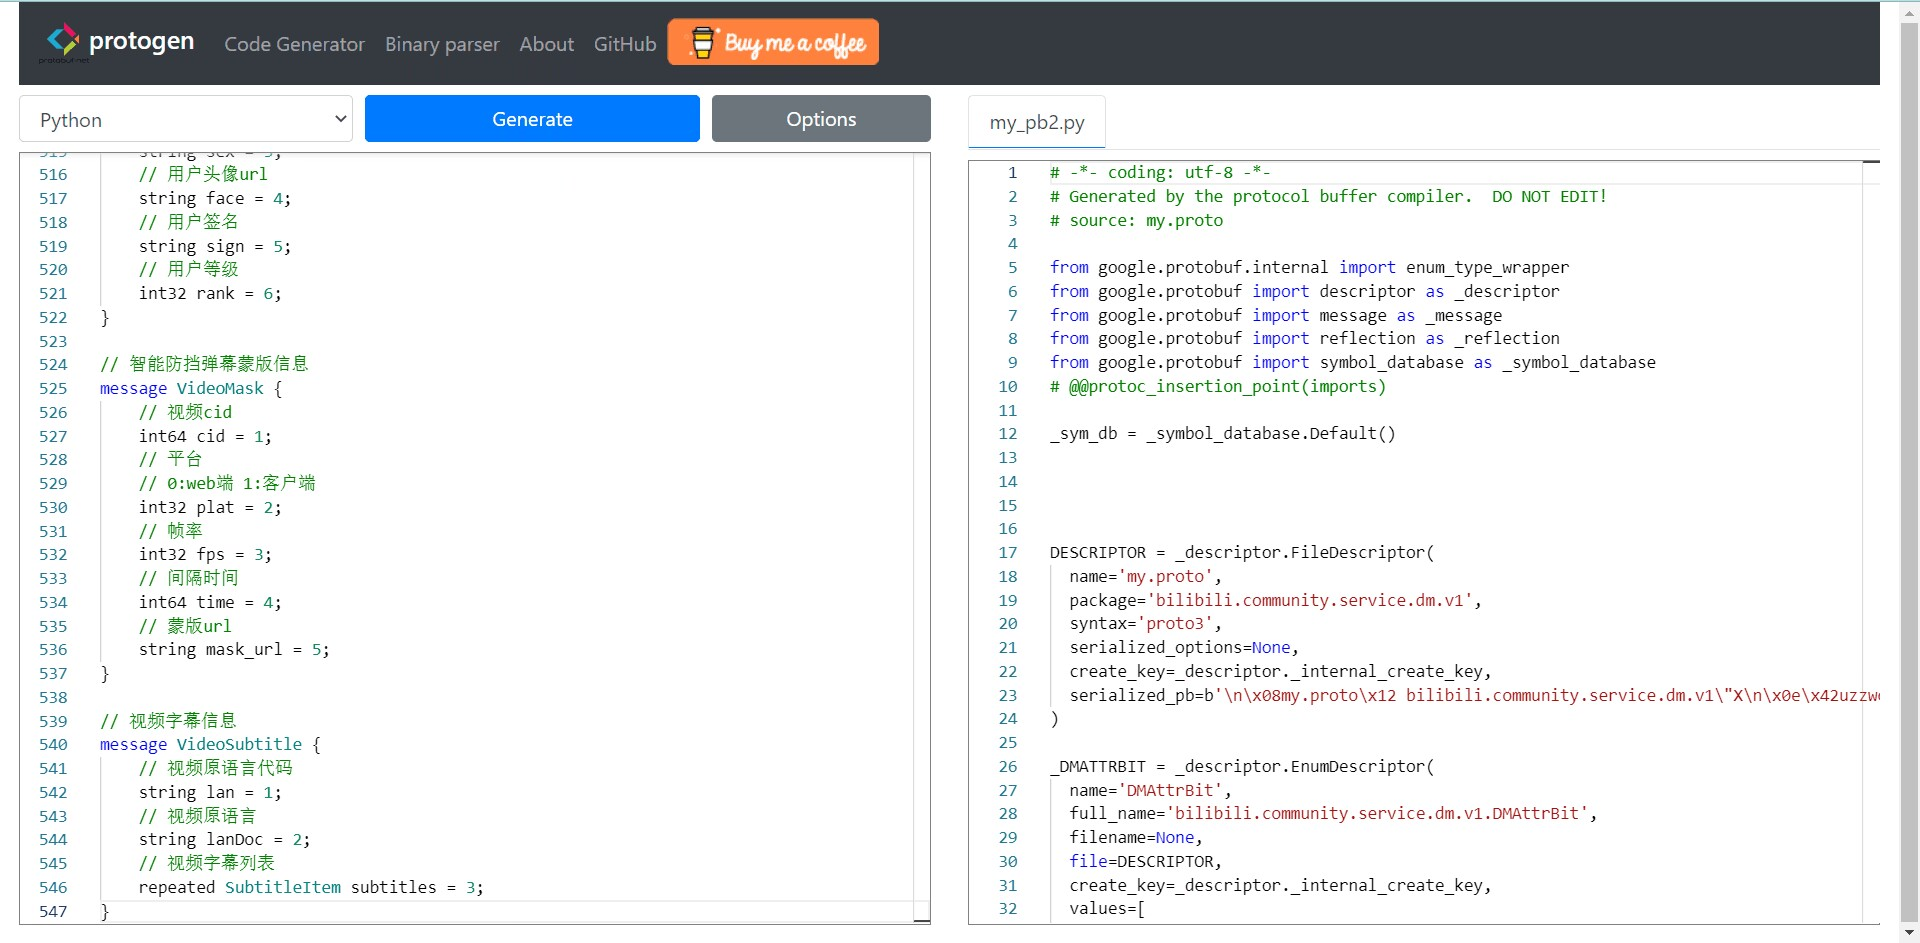 protogen
protobuf-net
Code Generator
Binary parser
About
GitHub
Buy me a coffee
Python
Generate
Options
516 // 用户头像url
517 string face = 4;
518 // 用户签名
519 string sign = 5;
520 // 用户等级
521 int32 rank = 6;
522 }
523
524 // 智能防挡弹幕蒙版信息
525 message VideoMask {
526 // 视频cid
527 int64 cid = 1;
528 // 平台
529 // 0:web端 1:客户端
530 int32 plat = 2;
531 // 帧率
532 int32 fps = 3;
533 // 间隔时间
534 int64 time = 4;
535 // 蒙版url
536 string mask_url = 5;
537 }
538
539 // 视频字幕信息
540 message VideoSubtitle {
541 // 视频原语言代码
542 string lan = 1;
543 // 视频原语言
544 string lanDoc = 2;
545 // 视频字幕列表
546 repeated SubtitleItem subtitles = 3;
547 }
my_pb2.py
1 # -*- coding: utf-8 -*-
2 # Generated by the protocol buffer compiler.  DO NOT EDIT!
3 # source: my.proto
4
5 from google.protobuf.internal import enum_type_wrapper
6 from google.protobuf import descriptor as _descriptor
7 from google.protobuf import message as _message
8 from google.protobuf import reflection as _reflection
9 from google.protobuf import symbol_database as _symbol_database
10 # @@protoc_insertion_point(imports)
11
12 _sym_db = _symbol_database.Default()
13
14
15
16
17 DESCRIPTOR = _descriptor.FileDescriptor(
18 name='my.proto',
19 package='bilibili.community.service.dm.v1',
20 syntax='proto3',
21 serialized_options=None,
22 create_key=_descriptor._internal_create_key,
23 serialized_pb=b'\n\x08my.proto\x12 bilibili.community.service.dm.v1\"X\n\x0e\x42uzzw
24 )
25
26 _DMATTRBIT = _descriptor.EnumDescriptor(
27 name='DMAttrBit',
28 full_name='bilibili.community.service.dm.v1.DMAttrBit',
29 filename=None,
30 file=DESCRIPTOR,
31 create_key=_descriptor._internal_create_key,
32 values=[